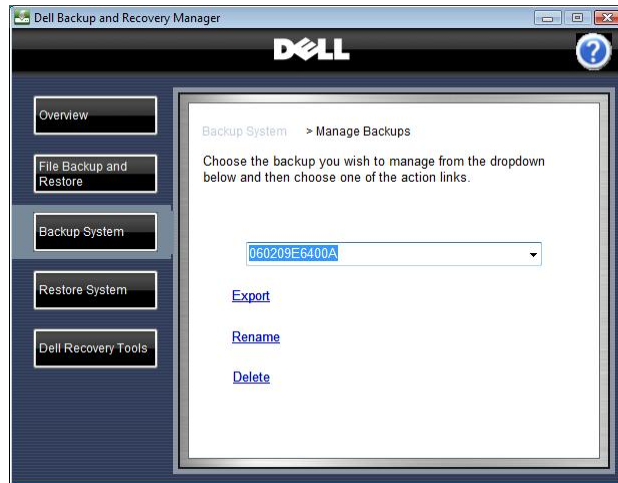 Dell Backup and Recovery Manager
DELL
?
Overview
File Backup and
Restore
Backup System
Restore System
Dell Recovery Tools
Backup System > Manage Backups
Choose the backup you wish to manage from the dropdown
below and then choose one of the action links.
060209E6400A
Export
Rename
Delete